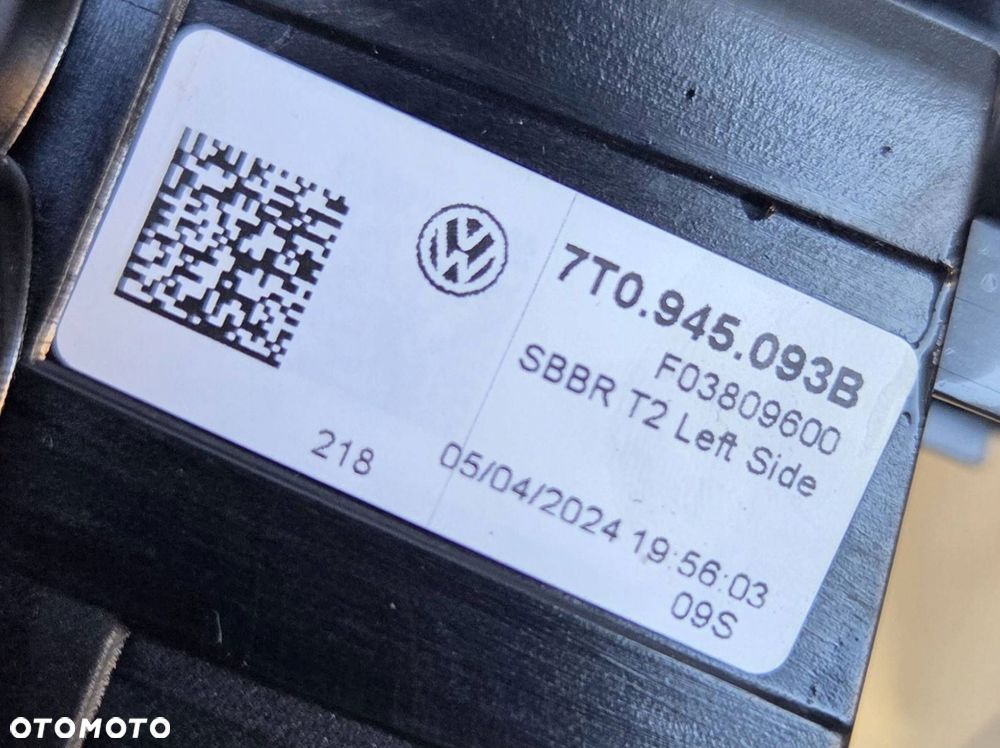 7T0.945.093B
F03809600
SBBR T2 Left Side
218
05/04/2024 19:56:03
09S
OTOMOTO